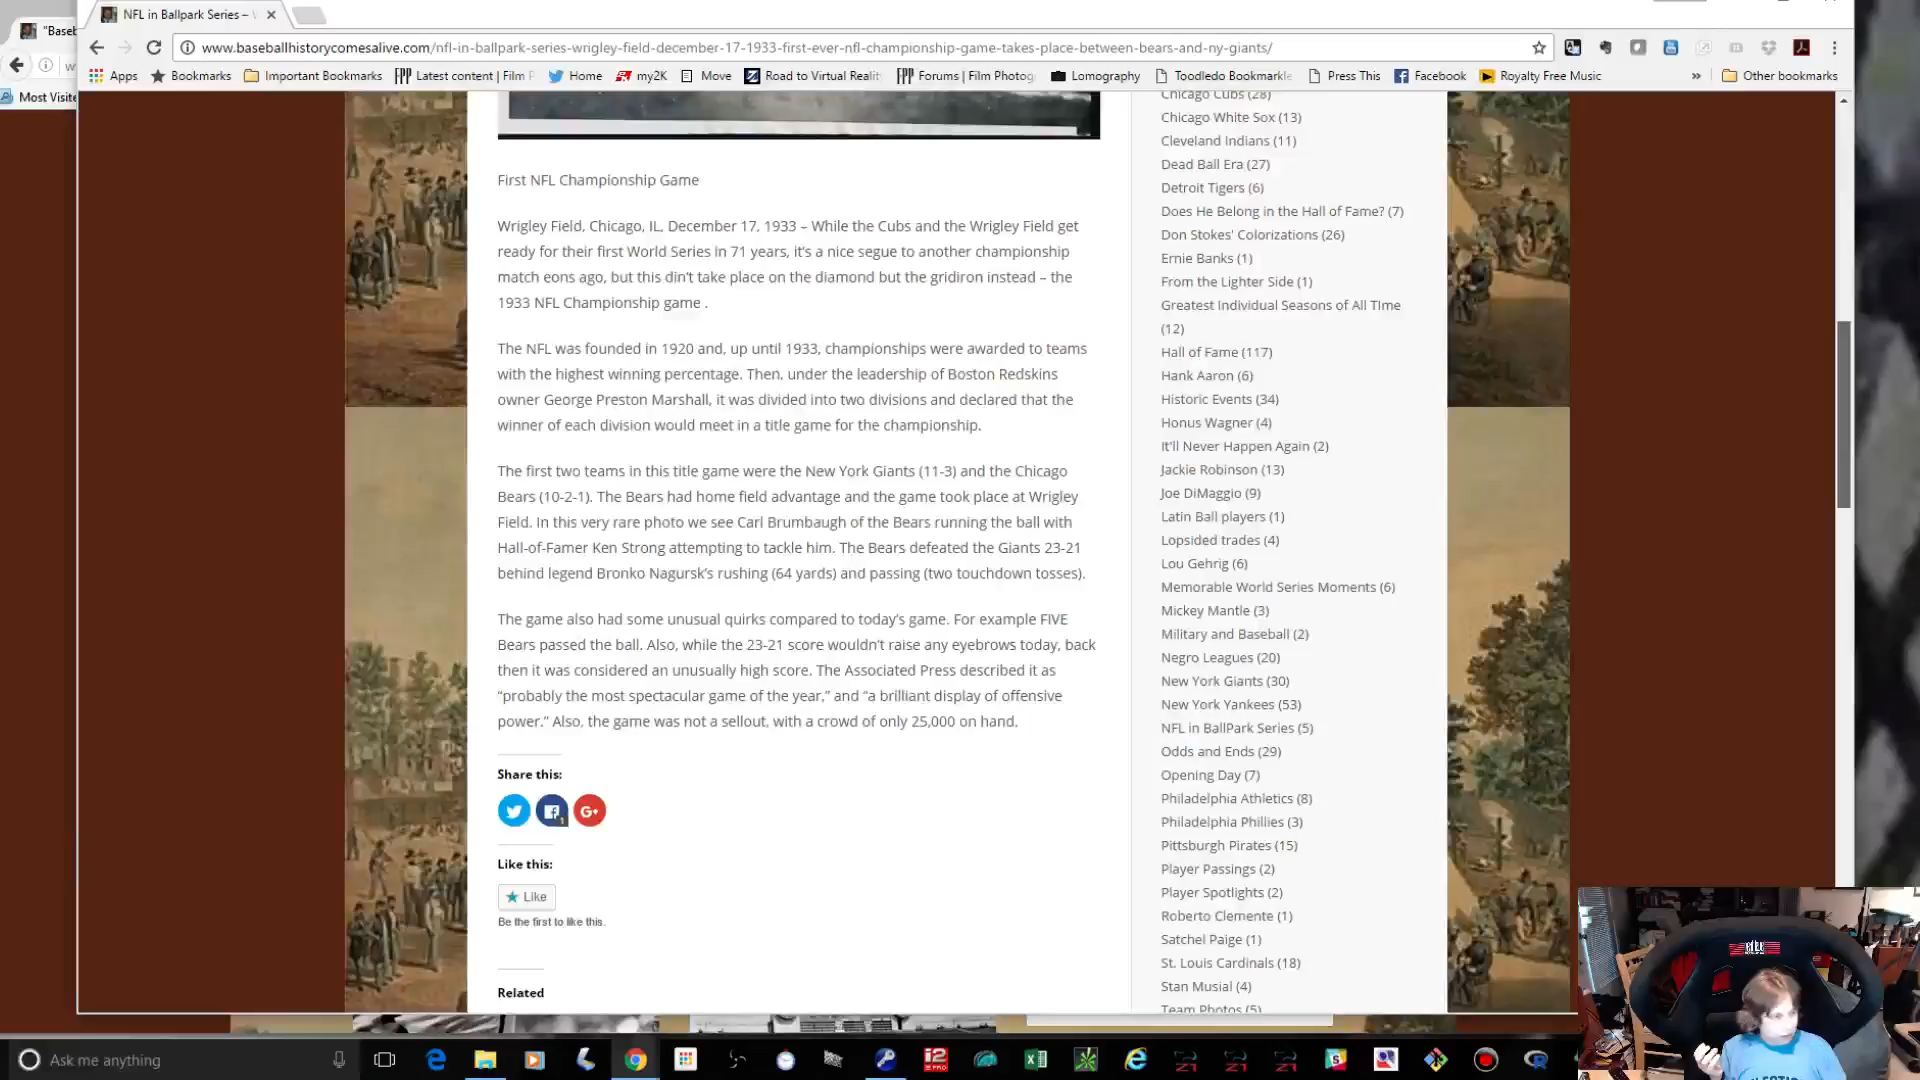 NFL in Ballpark Series –
"Baseb
www.baseballhistorycomesalive.com/nfl-in-ballpark-series-wrigley-field-december-17-1933-first-ever-nfl-championship-game-takes-place-between-bears-and-ny-giants/
Apps Bookmarks Important Bookmarks Latest content | Film P Home my2K Move Road to Virtual Realit Forums | Film Photog Lomography Toodledo Bookmarkle Press This Facebook Royalty Free Music » Other bookmarks
Most Visite
First NFL Championship Game
Wrigley Field, Chicago, IL, December 17, 1933 – While the Cubs and the Wrigley Field get
ready for their first World Series in 71 years, it's a nice segue to another championship
match eons ago, but this din't take place on the diamond but the gridiron instead – the
1933 NFL Championship game .
The NFL was founded in 1920 and, up until 1933, championships were awarded to teams
with the highest winning percentage. Then, under the leadership of Boston Redskins
owner George Preston Marshall, it was divided into two divisions and declared that the
winner of each division would meet in a title game for the championship.
The first two teams in this title game were the New York Giants (11-3) and the Chicago
Bears (10-2-1). The Bears had home field advantage and the game took place at Wrigley
Field. In this very rare photo we see Carl Brumbaugh of the Bears running the ball with
Hall-of-Famer Ken Strong attempting to tackle him. The Bears defeated the Giants 23-21
behind legend Bronko Nagursk's rushing (64 yards) and passing (two touchdown tosses).
The game also had some unusual quirks compared to today's game. For example FIVE
Bears passed the ball. Also, while the 23-21 score wouldn't raise any eyebrows today, back
then it was considered an unusually high score. The Associated Press described it as
“probably the most spectacular game of the year,” and “a brilliant display of offensive
power.” Also, the game was not a sellout, with a crowd of only 25,000 on hand.
Share this:
1
Like this:
Like
Be the first to like this.
Related
Chicago Cubs (28)
Chicago White Sox (13)
Cleveland Indians (11)
Dead Ball Era (27)
Detroit Tigers (6)
Does He Belong in the Hall of Fame? (7)
Don Stokes' Colorizations (26)
Ernie Banks (1)
From the Lighter Side (1)
Greatest Individual Seasons of All TIme
(12)
Hall of Fame (117)
Hank Aaron (6)
Historic Events (34)
Honus Wagner (4)
It'll Never Happen Again (2)
Jackie Robinson (13)
Joe DiMaggio (9)
Latin Ball players (1)
Lopsided trades (4)
Lou Gehrig (6)
Memorable World Series Moments (6)
Mickey Mantle (3)
Military and Baseball (2)
Negro Leagues (20)
New York Giants (30)
New York Yankees (53)
NFL in BallPark Series (5)
Odds and Ends (29)
Opening Day (7)
Philadelphia Athletics (8)
Philadelphia Phillies (3)
Pittsburgh Pirates (15)
Player Passings (2)
Player Spotlights (2)
Roberto Clemente (1)
Satchel Paige (1)
St. Louis Cardinals (18)
Stan Musial (4)
Team Photos (5)
Ask me anything